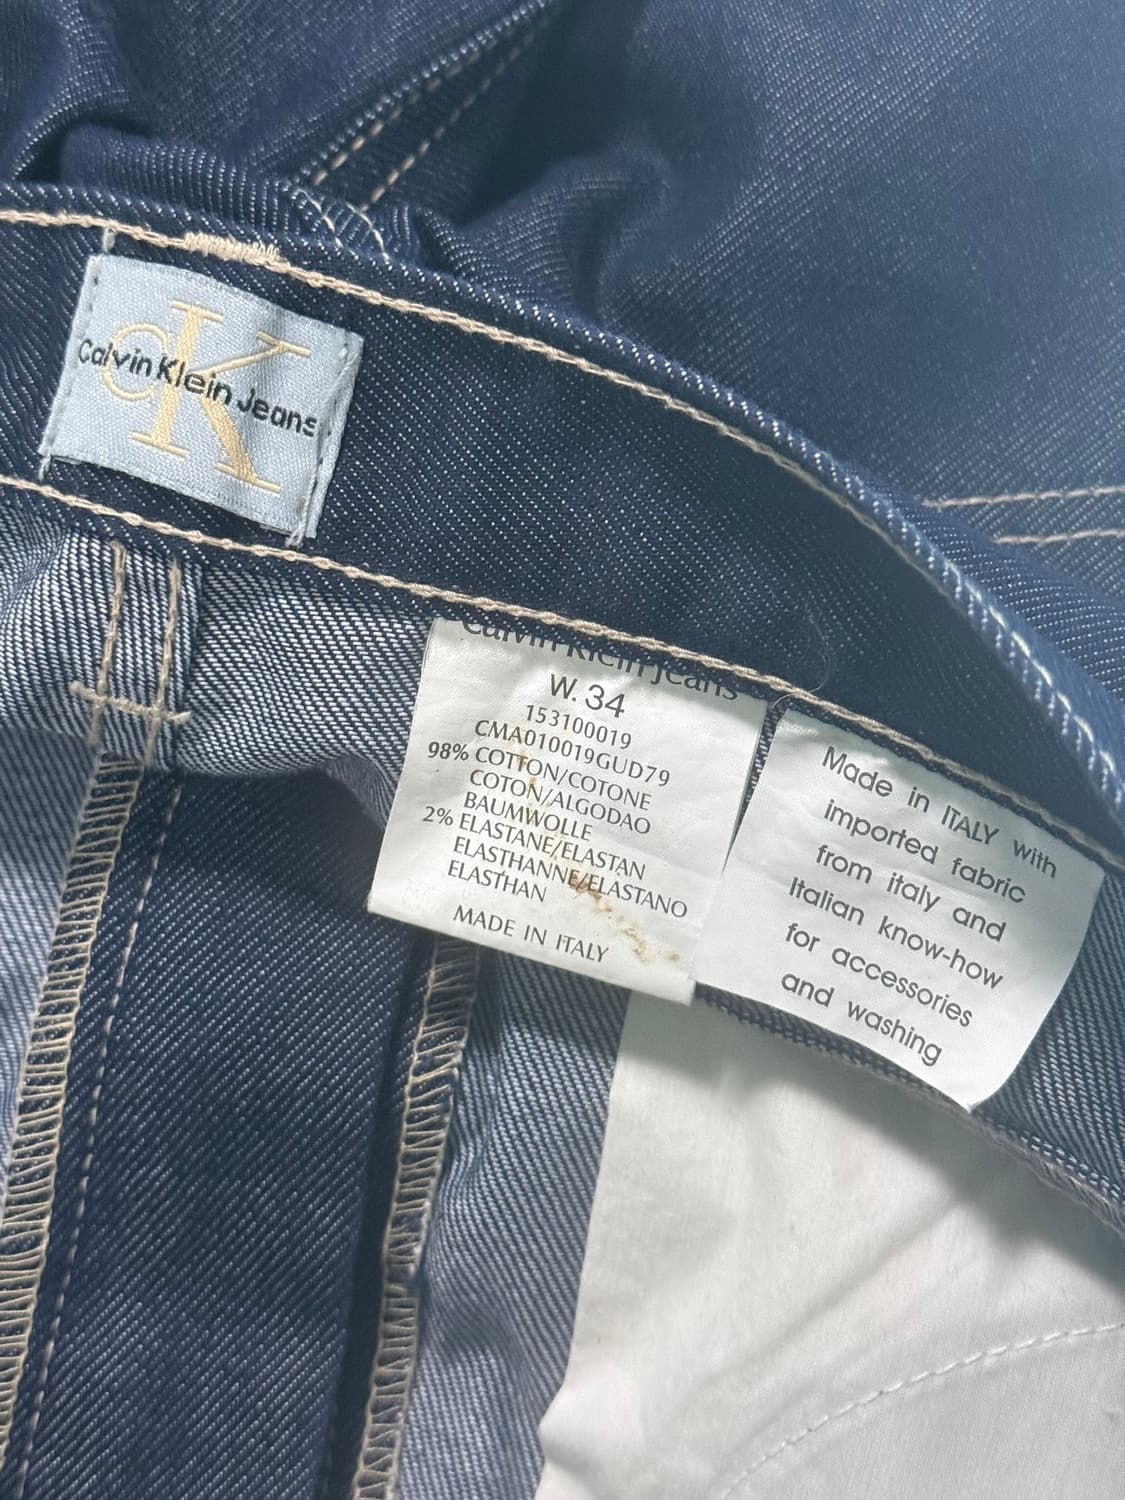 cK
Calvin Klein Jeans
Calvin Klein Jeans
W. 34
153100019
CMA010019GUD79
98% COTTON/COTONE
COTON/ALGODAO
BAUMWOLLE
2% ELASTANE/ELASTAN
ELASTHANNE/ELASTANO
ELASTHAN
MADE IN ITALY
Made in ITALY with
imported fabric
from italy and
Italian know-how
for accessories
and washing